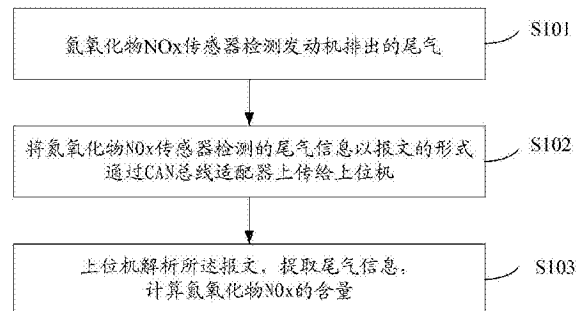 氮氧化物NOx传感器检测发动机排出的尾气
S101
将氮氧化物NOx传感器检测的尾气信息以报文的形式
通过CAN总线适配器上传给上位机
S102
上位机解析所述报文，提取尾气信息，
计算氮氧化物NOx的含量
S103